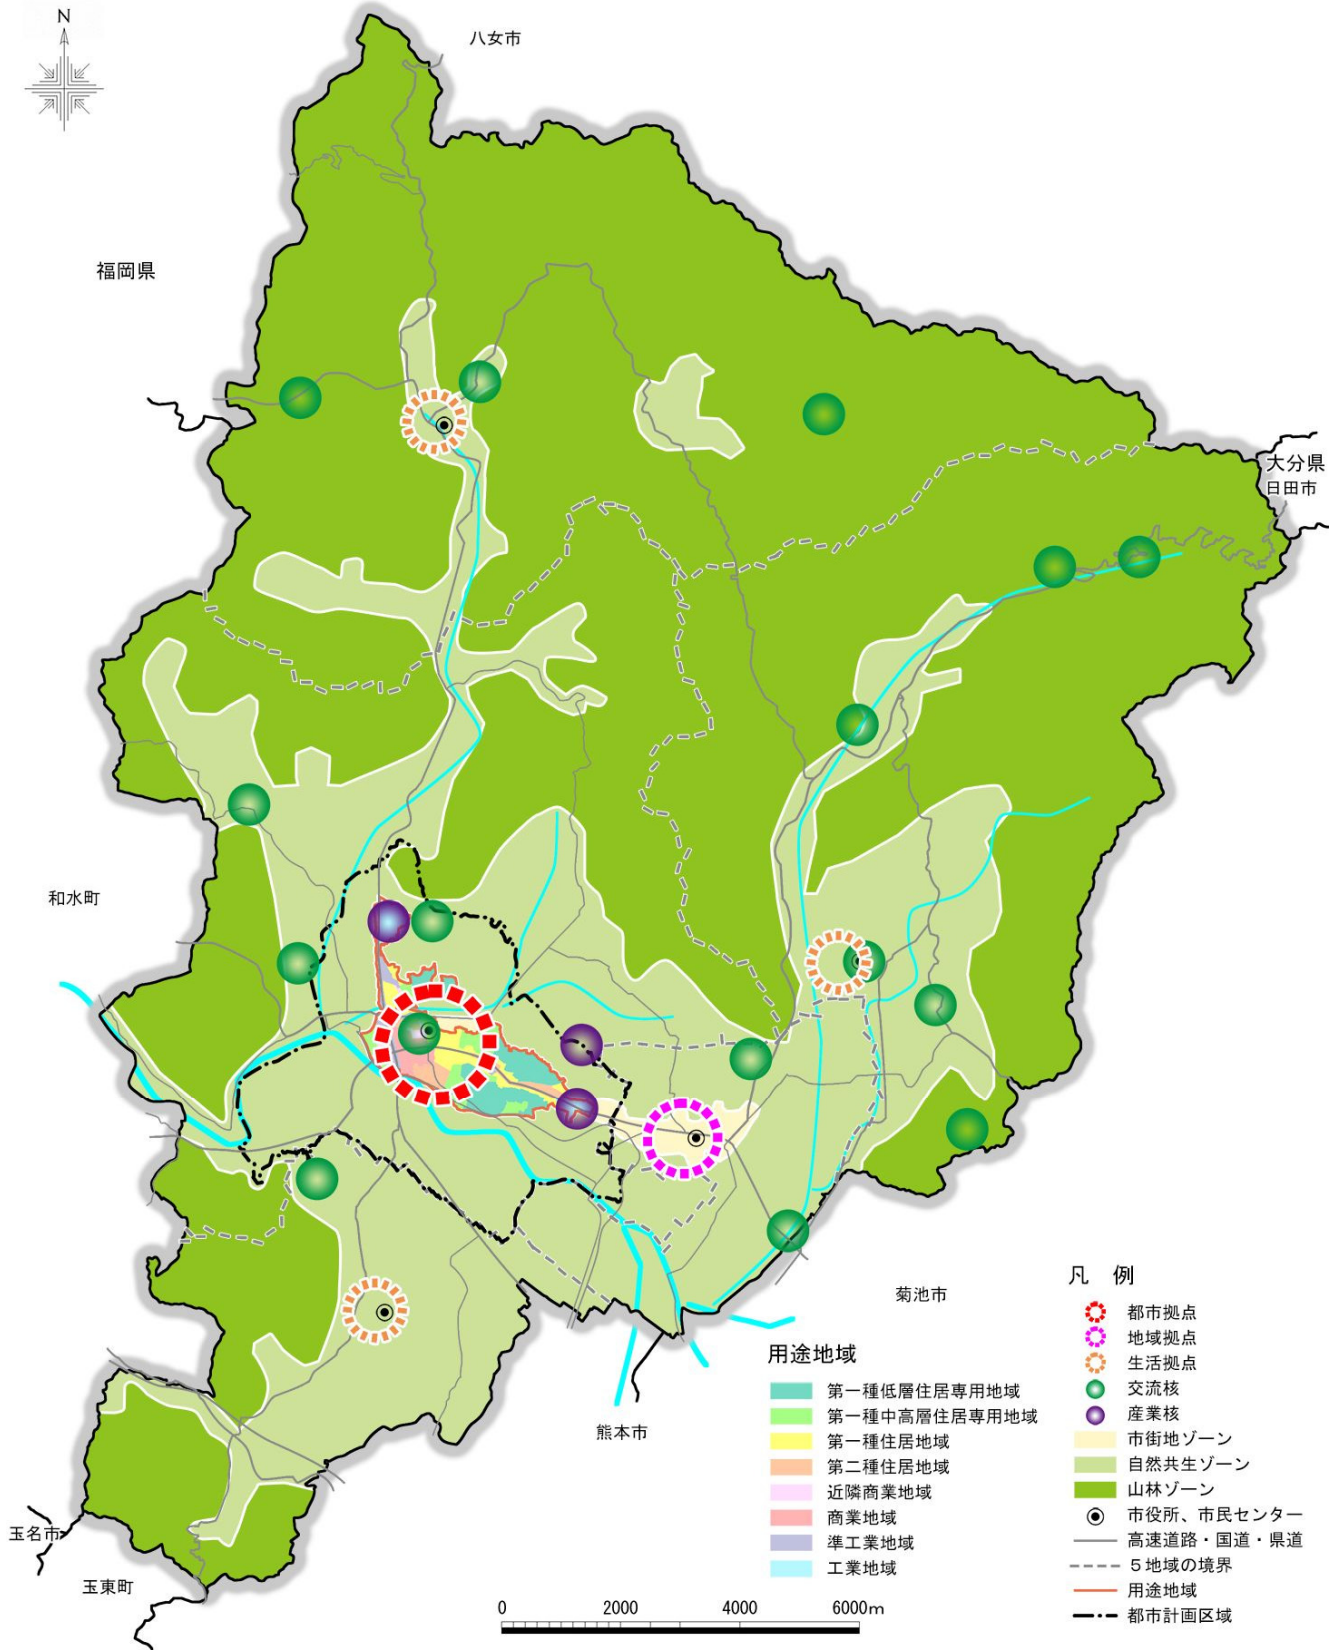 N
八女市
福岡県
大分県
日田市
和水町
菊池市
熊本市
玉名市
玉東町
用途地域
第一種低層住居専用地域
第一種中高層住居専用地域
第一種住居地域
第二種住居地域
近隣商業地域
商業地域
準工業地域
工業地域
凡 例
都市拠点
地域拠点
生活拠点
交流核
産業核
市街地ゾーン
自然共生ゾーン
山林ゾーン
市役所、市民センター
高速道路・国道・県道
５地域の境界
用途地域
都市計画区域
0 2000 4000 6000m